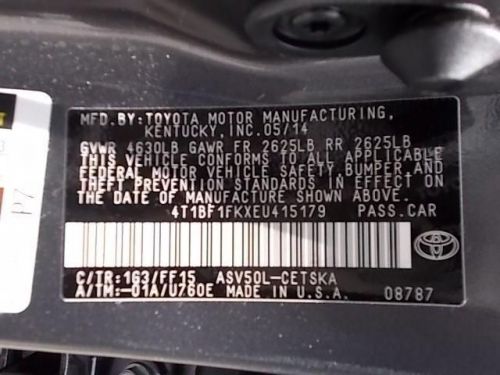 MFD. BY: TOYOTA MOTOR MANUFACTURING,
KENTUCKY, INC. 05/14
GVWR 4630LB GAWR FR 2625LB RR 2625LB
THIS VEHICLE CONFORMS TO ALL APPLICABLE
FEDERAL MOTOR VEHICLE SAFETY, BUMPER, AND
THEFT PREVENTION STANDARDS IN EFFECT ON
THE DATE OF MANUFACTURE SHOWN ABOVE.
4T1BF1FKXEU415179 PASS. CAR
TOYOTA
C/TR: 1G3/FF15 ASV50L-CETSKA
A/TM: -01A/U760E MADE IN U.S.A. 08787